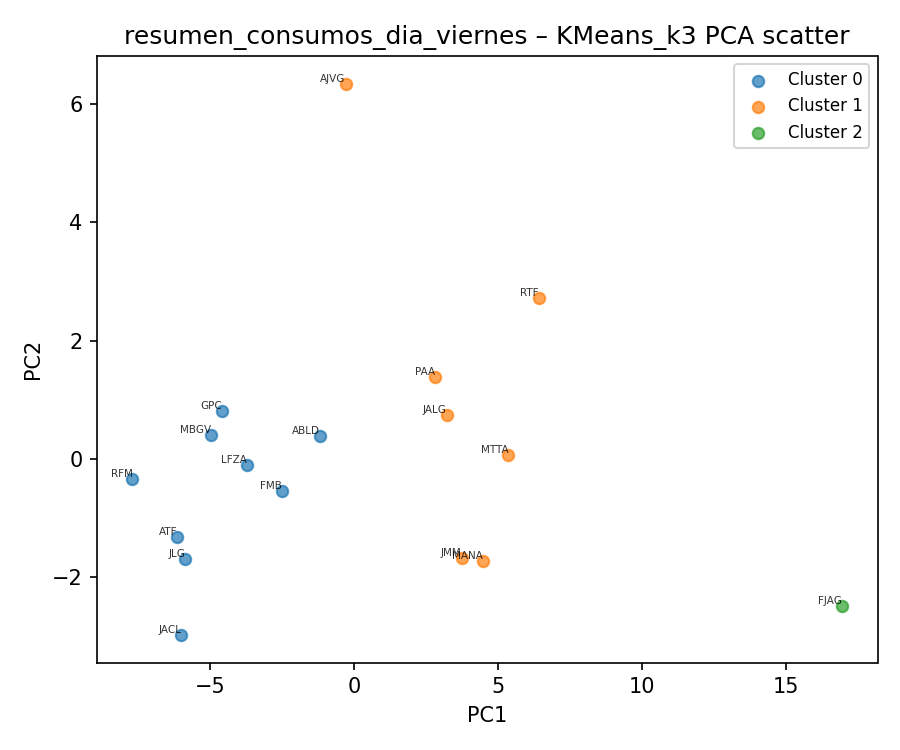 resumen_consumos_dia_viernes – KMeans_k3 PCA scatter
Cluster 0
Cluster 1
Cluster 2
PC2
6
4
2
0
−2
AJVG
RTF
PAA
JALG
GPC
MBGV
ABLD
MTTA
LFZA
RFM
FMB
ATF
JLG
JMM
MANA
FJAG
JACL
−5
0
5
10
15
PC1